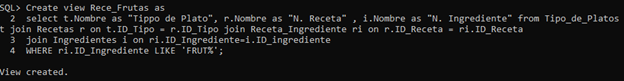 SQL> Create view Rece_Frutas as
  2  select t.Nombre as "Tippo de Plato", r.Nombre as "N. Receta" , i.Nombre as "N. Ingrediente" from Tipo_de_Platos
t join Recetas r on t.ID_Tipo = r.ID_Tipo join Receta_Ingrediente ri on r.ID_Receta = ri.ID_Receta
  3  join Ingredientes i on ri.ID_Ingrediente=i.ID_ingrediente
  4  WHERE ri.ID_Ingrediente LIKE 'FRUT%';
View created.